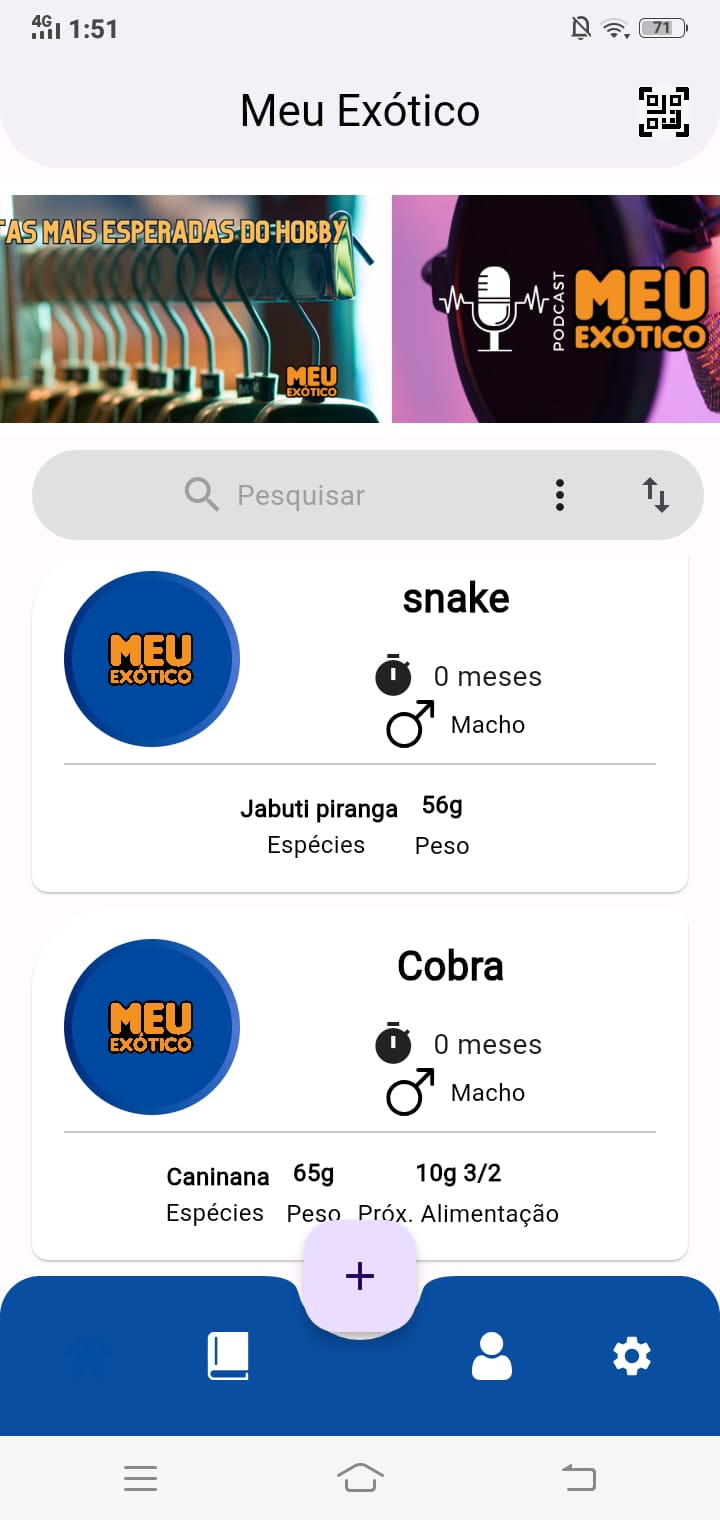 4G 1:51 71
Meu Exótico
TAS MAIS ESPERADAS DO HOBBY
MEU
EXÓTICO
PODCAST
MEU
EXÓTICO
Pesquisar
MEU
EXÓTICO
snake
0 meses
Macho
Jabuti piranga 56g
Espécies Peso
MEU
EXÓTICO
Cobra
0 meses
Macho
Caninana 65g 10g 3/2
Espécies Peso Próx. Alimentação